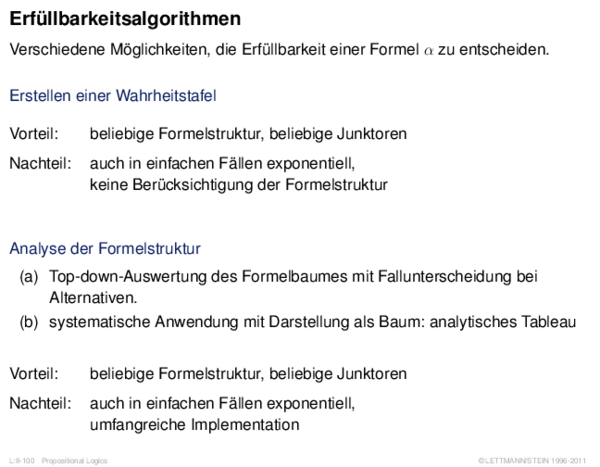 Erfüllbarkeitsalgorithmen
Verschiedene Möglichkeiten, die Erfüllbarkeit einer Formel α zu entscheiden.
Erstellen einer Wahrheitstafel
Vorteil: beliebige Formelstruktur, beliebige Junktoren
Nachteil: auch in einfachen Fällen exponentiell,
keine Berücksichtigung der Formelstruktur
Analyse der Formelstruktur
(a) Top-down-Auswertung des Formelbaumes mit Fallunterscheidung bei
Alternativen.
(b) systematische Anwendung mit Darstellung als Baum: analytisches Tableau
Vorteil: beliebige Formelstruktur, beliebige Junktoren
Nachteil: auch in einfachen Fällen exponentiell,
umfangreiche Implementation
L:II-100 Propositional Logics ©LETTMANN/STEIN 1996-2011